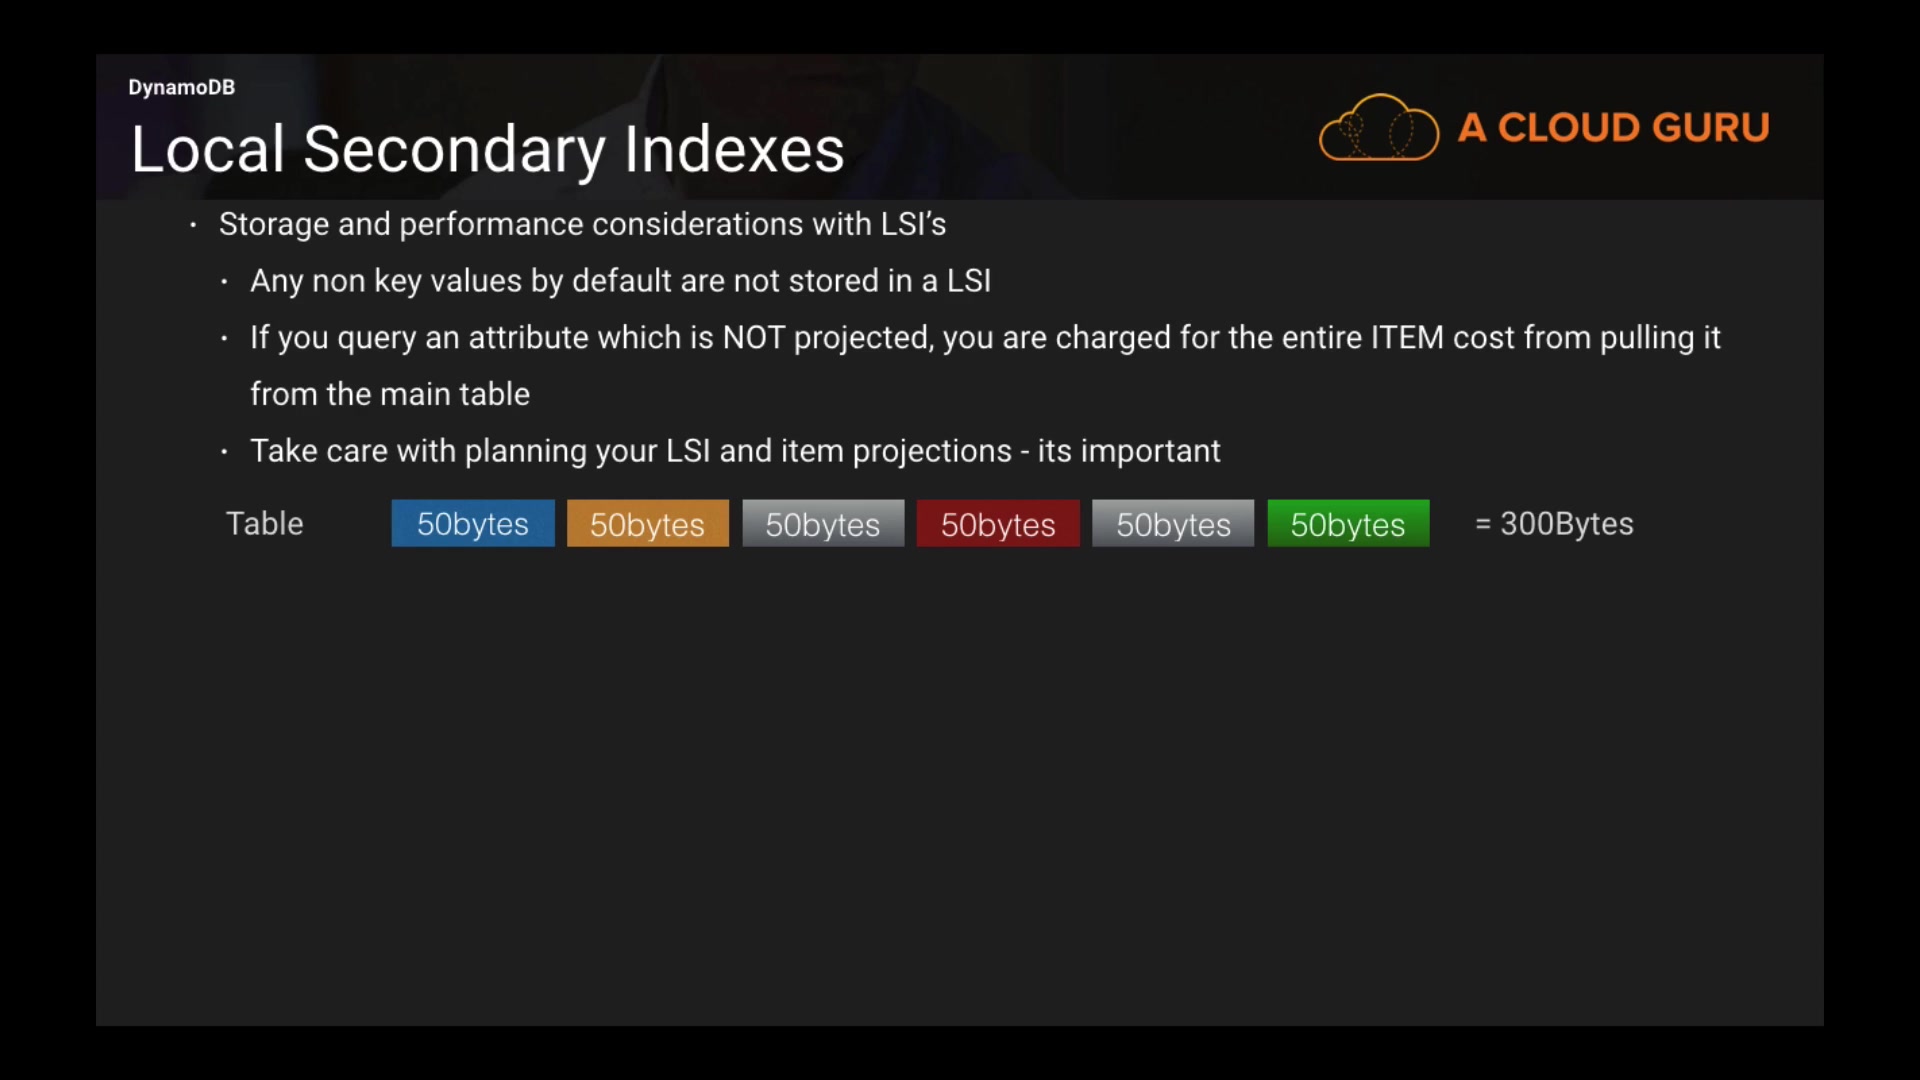 DynamoDB
Local Secondary Indexes
A CLOUD GURU
· Storage and performance considerations with LSI’s
· Any non key values by default are not stored in a LSI
· If you query an attribute which is NOT projected, you are charged for the entire ITEM cost from pulling it
from the main table
· Take care with planning your LSI and item projections - its important
Table 50bytes 50bytes 50bytes 50bytes 50bytes 50bytes = 300Bytes